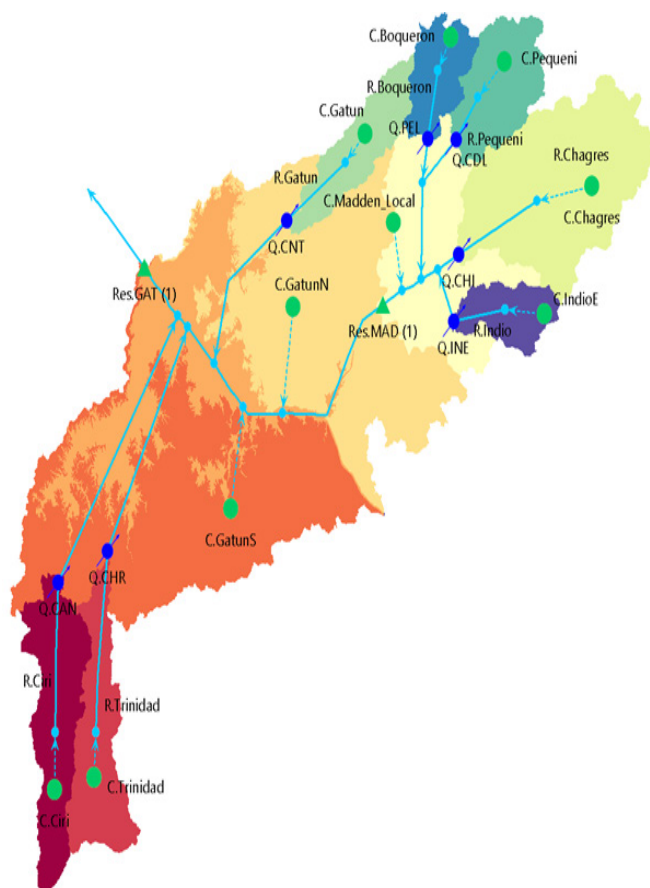 C.Boqueron
C.Pequeni
R.Boqueron
C.Gatun
Q.PEL
R.Pequeni
Q.CDL
R.Chagres
R.Gatun
C.Madden_Local
C.Chagres
Q.CNT
Q.CHI
C.GatunN
Res.GAT (1)
C.IndioE
Res.MAD (1)
R.Indio
Q.INE
C.GatunS
Q.CHR
Q.CAN
R.Ciri
R.Trinidad
C.Trinidad
C.Ciri